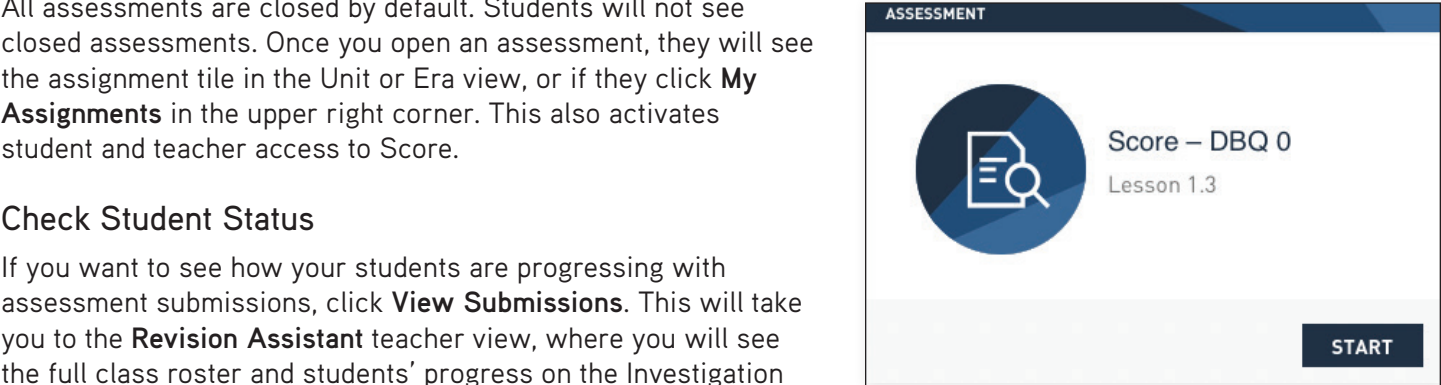 All assessments are closed by default. Students will not see
closed assessments. Once you open an assessment, they will see
the assignment tile in the Unit or Era view, or if they click My
Assignments in the upper right corner. This also activates
student and teacher access to Score.
Check Student Status
If you want to see how your students are progressing with
assessment submissions, click View Submissions. This will take
you to the Revision Assistant teacher view, where you will see
the full class roster and students’ progress on the Investigation
ASSESSMENT
Score – DBQ 0
Lesson 1.3
START